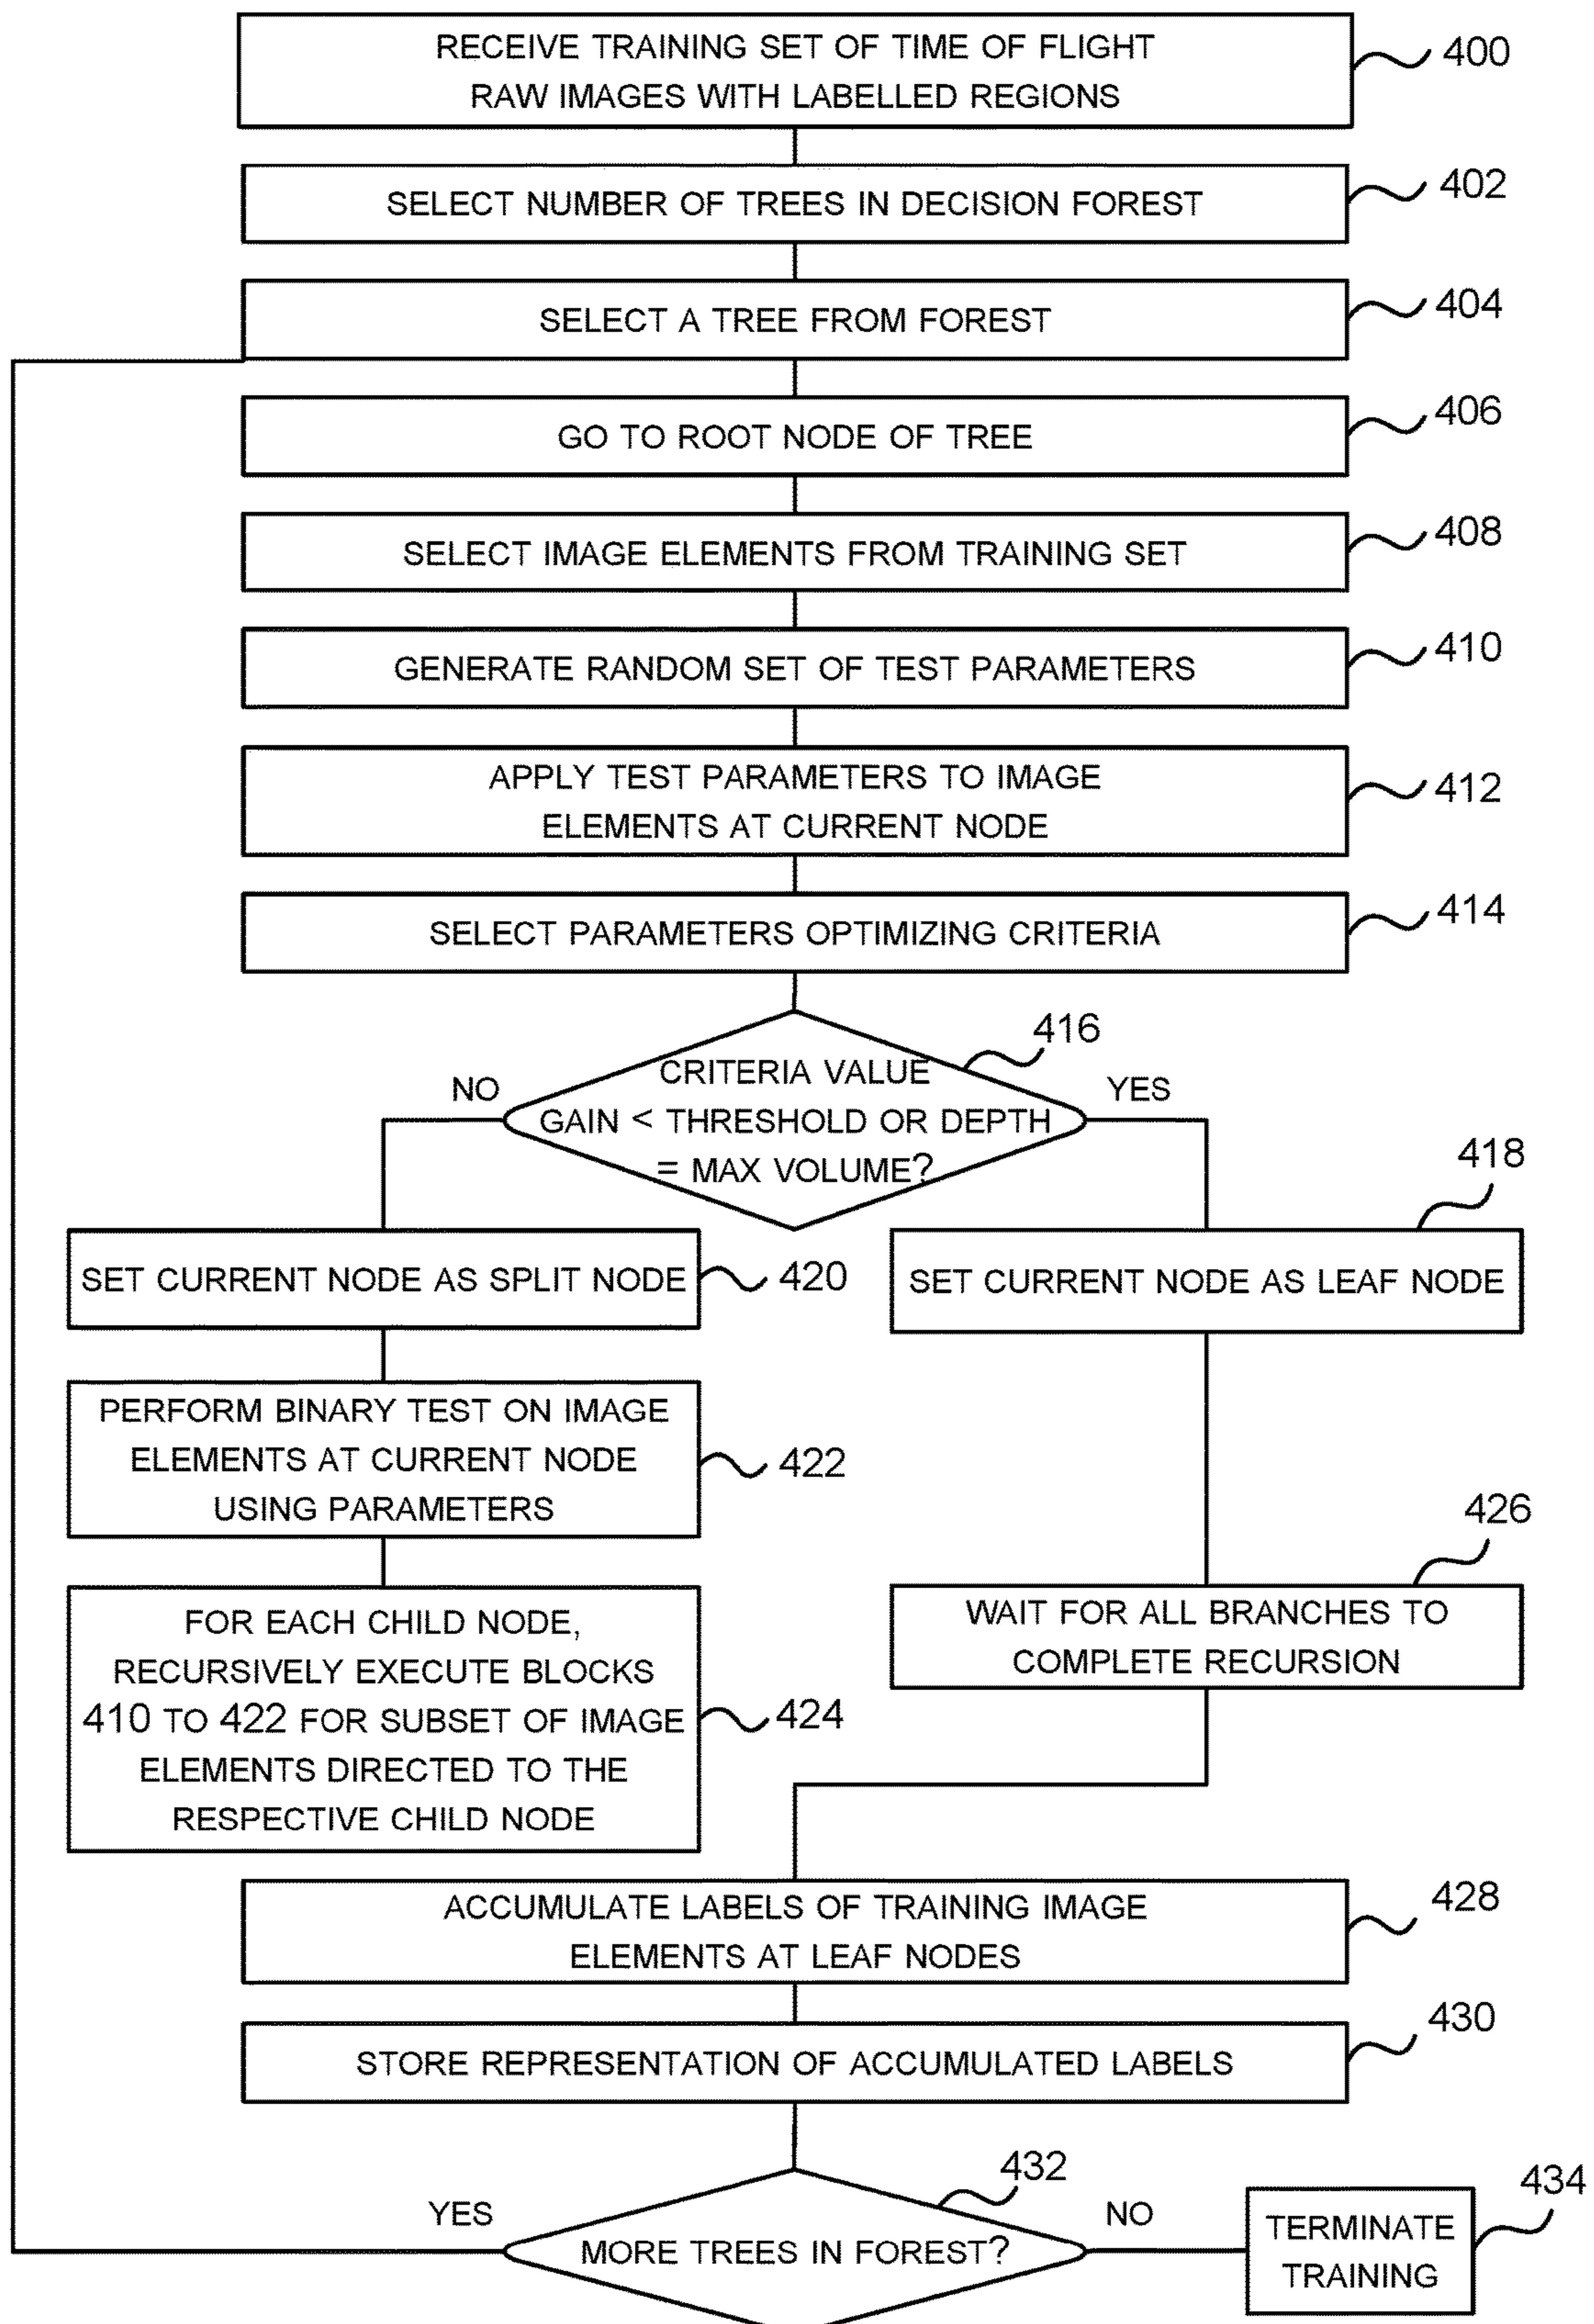 RECEIVE TRAINING SET OF TIME OF FLIGHT
RAW IMAGES WITH LABELLED REGIONS
400
SELECT NUMBER OF TREES IN DECISION FOREST
402
SELECT A TREE FROM FOREST
404
GO TO ROOT NODE OF TREE
406
SELECT IMAGE ELEMENTS FROM TRAINING SET
408
GENERATE RANDOM SET OF TEST PARAMETERS
410
APPLY TEST PARAMETERS TO IMAGE
ELEMENTS AT CURRENT NODE
412
SELECT PARAMETERS OPTIMIZING CRITERIA
414
416
CRITERIA VALUE
GAIN < THRESHOLD OR DEPTH
= MAX VOLUME?
NO
YES
418
SET CURRENT NODE AS SPLIT NODE
420
SET CURRENT NODE AS LEAF NODE
PERFORM BINARY TEST ON IMAGE
ELEMENTS AT CURRENT NODE
USING PARAMETERS
422
426
WAIT FOR ALL BRANCHES TO
COMPLETE RECURSION
FOR EACH CHILD NODE,
RECURSIVELY EXECUTE BLOCKS
410 TO 422 FOR SUBSET OF IMAGE
ELEMENTS DIRECTED TO THE
RESPECTIVE CHILD NODE
424
ACCUMULATE LABELS OF TRAINING IMAGE
ELEMENTS AT LEAF NODES
428
STORE REPRESENTATION OF ACCUMULATED LABELS
430
432
YES
MORE TREES IN FOREST?
NO
434
TERMINATE
TRAINING